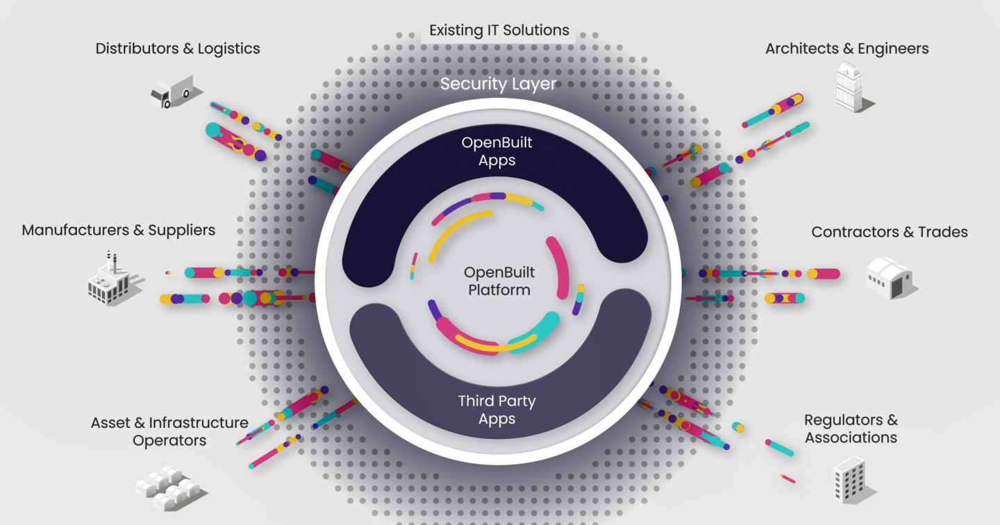 Existing IT Solutions
Distributors & Logistics
Architects & Engineers
Security Layer
OpenBuilt
Apps
Manufacturers & Suppliers
Contractors & Trades
OpenBuilt
Platform
Third Party
Apps
Asset & Infrastructure
Operators
Regulators &
Associations